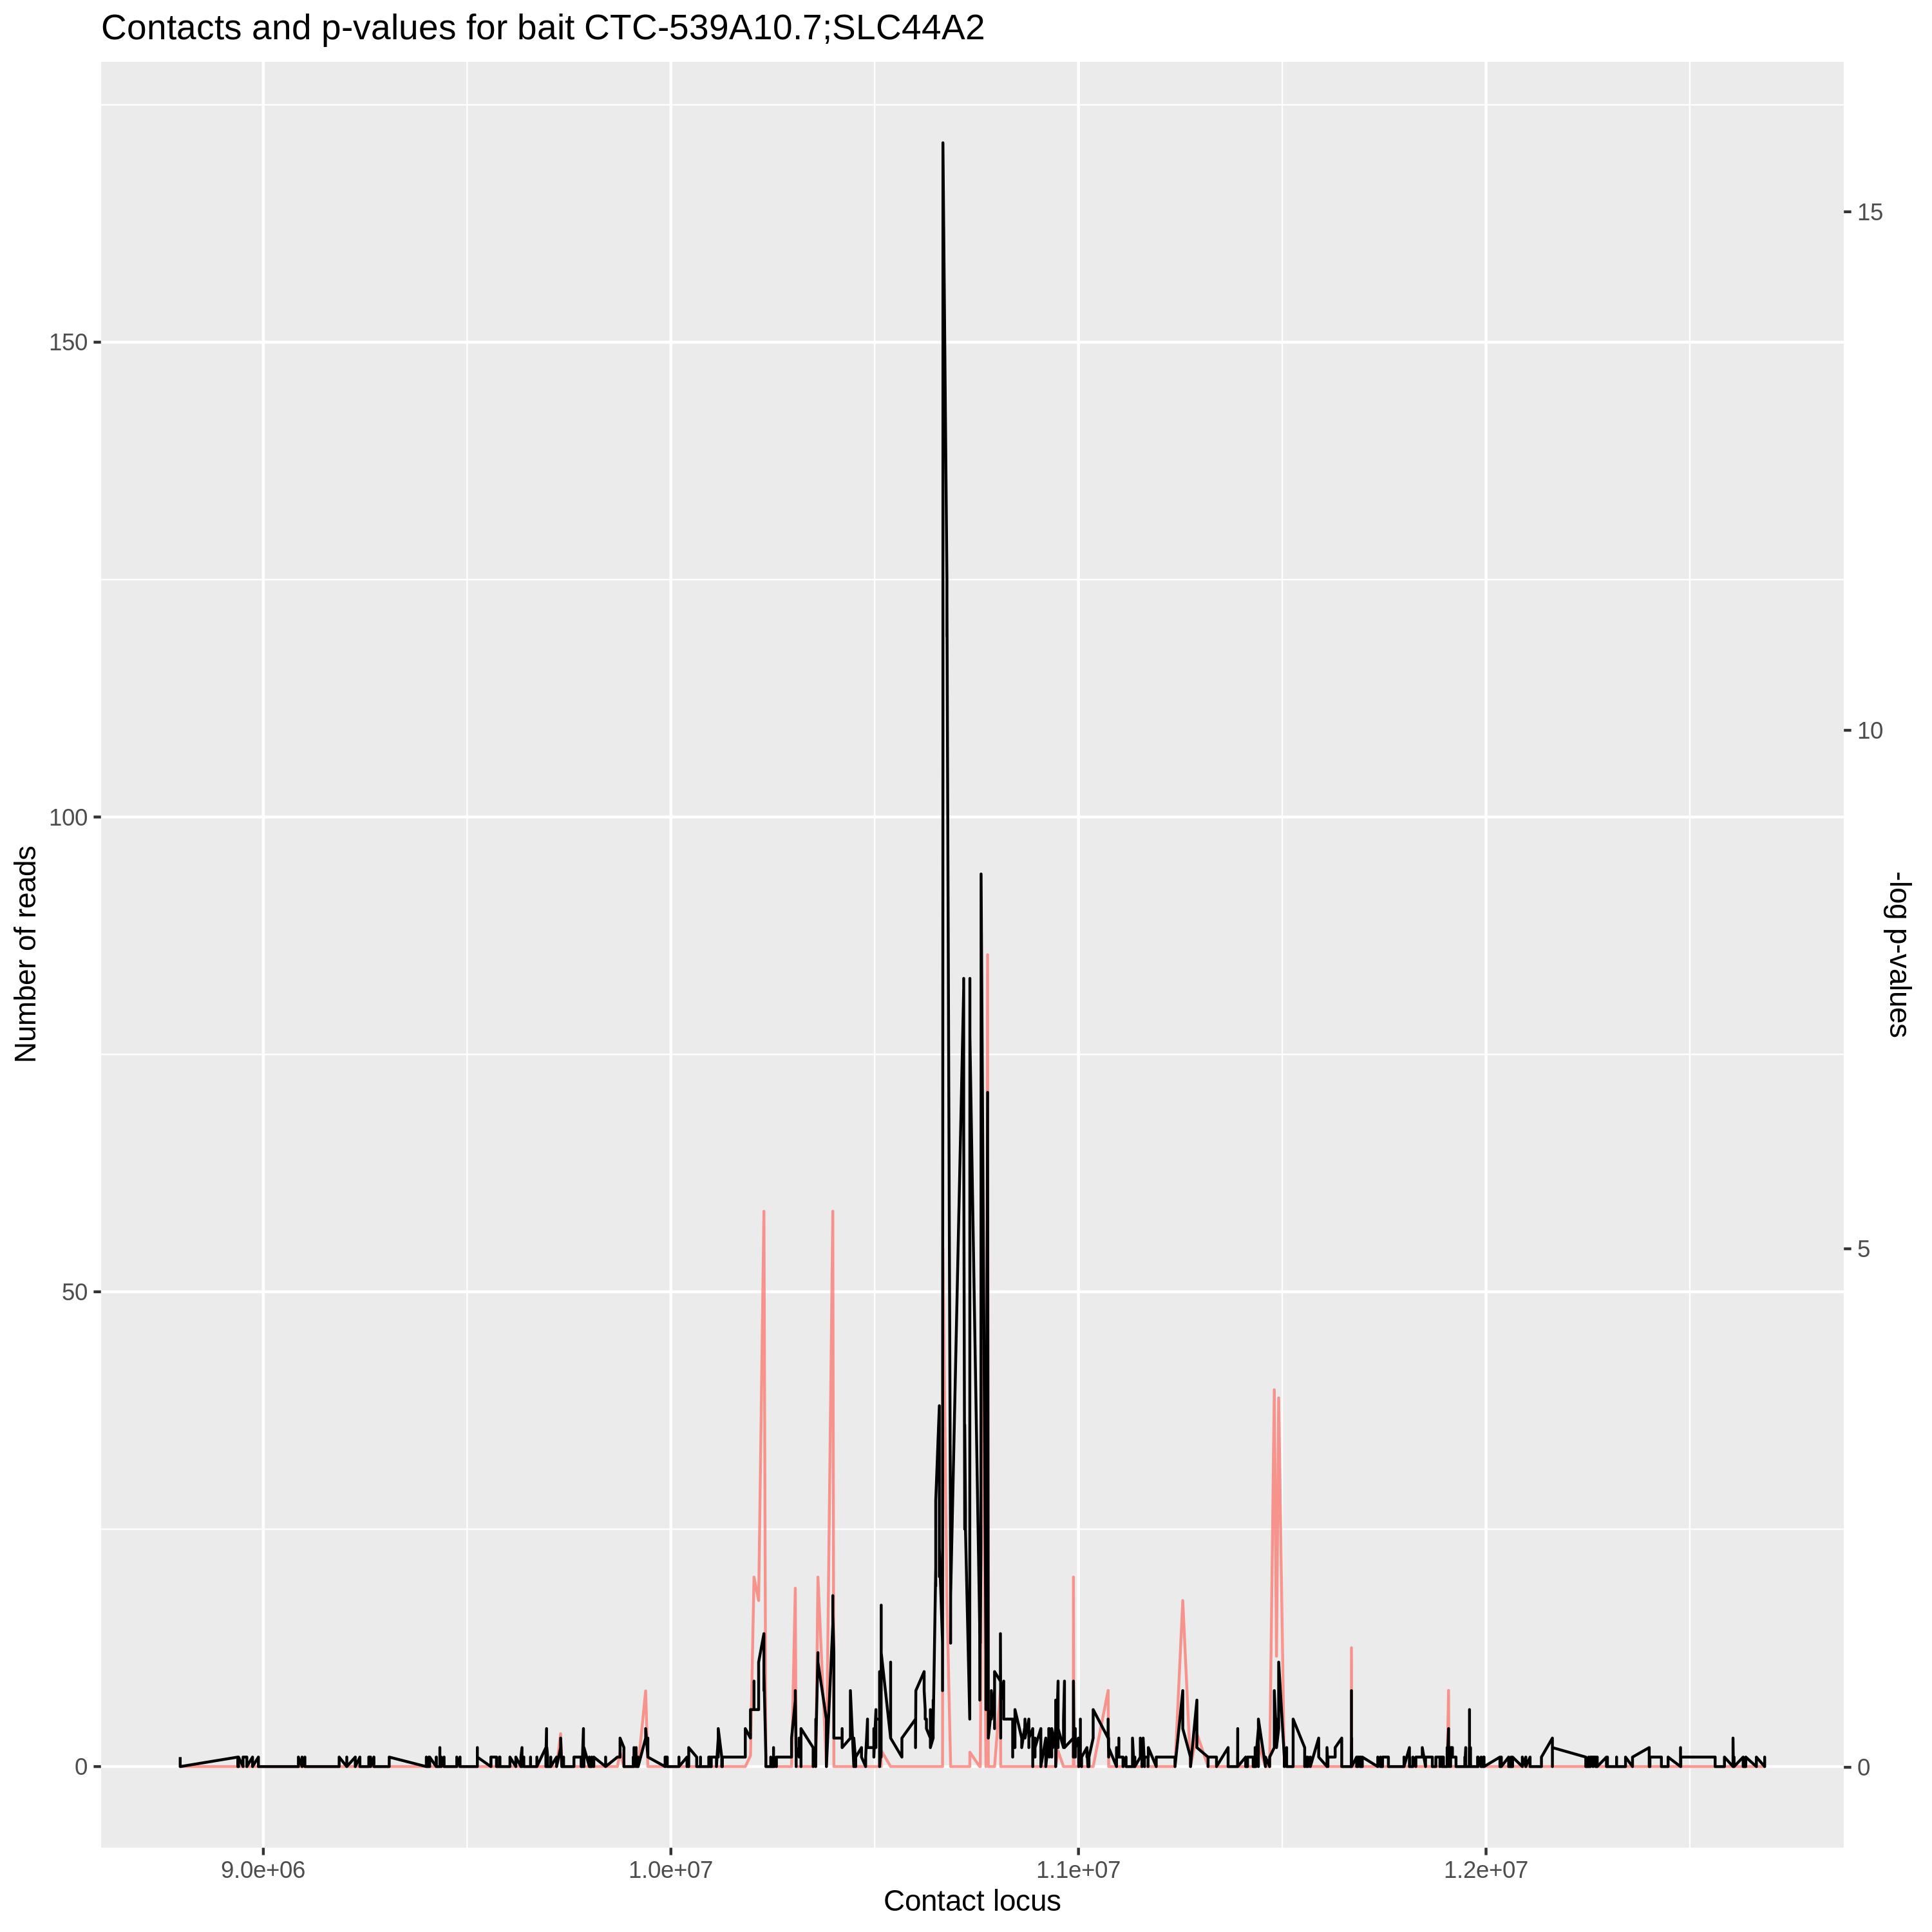 Contacts and p-values for bait CTC-539A10.7;SLC44A2
150
100
50
0
Number of reads
15
10
5
0
-log p-values
9.0e+06
1.0e+07
1.1e+07
1.2e+07
Contact locus